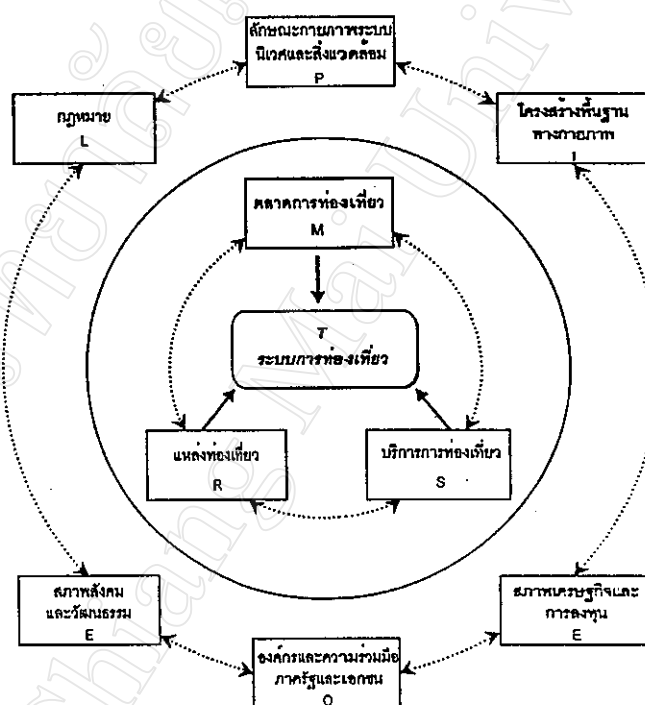 ลักษณะกายภาพระบบ
นิเวศและสิ่งแวดล้อม
P
กฎหมาย
L
โครงสร้างพื้นฐาน
ทางกายภาพ
I
ตลาดการท่องเที่ยว
M
T
ระบบการท่องเที่ยว
แหล่งท่องเที่ยว
R
บริการการท่องเที่ยว
S
สภาพสังคม
และวัฒนธรรม
E
สภาพเศรษฐกิจและ
การลงทุน
E
องค์กรและความร่วมมือ
ภาครัฐและเอกชน
O
Chiang Mai Univ